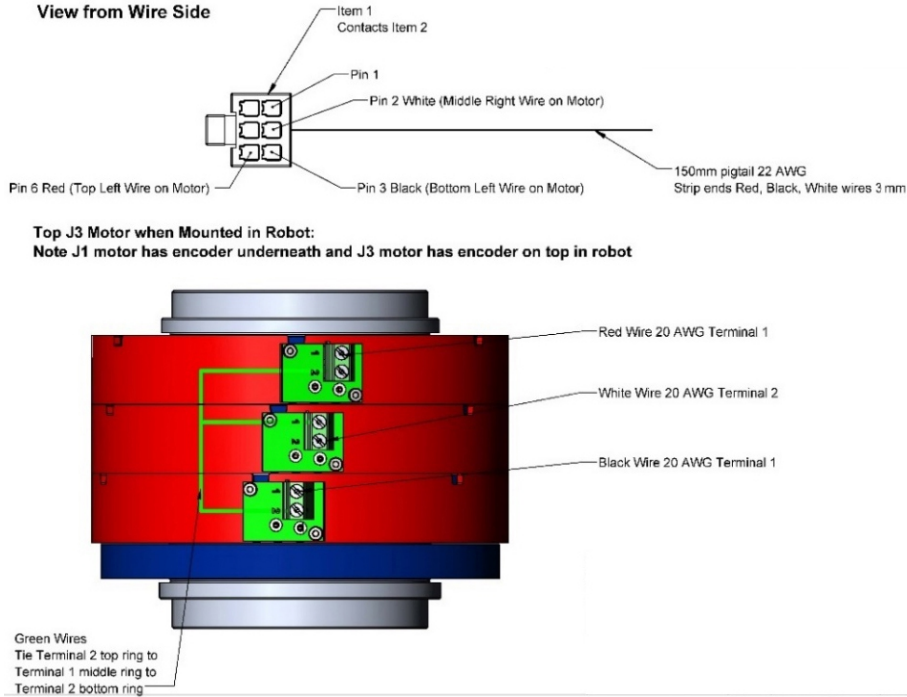 View from Wire Side
Item 1
Contacts Item 2
Pin 1
Pin 2 White (Middle Right Wire on Motor)
150mm pigtail 22 AWG
Strip ends Red, Black, White wires 3 mm
Pin 6 Red (Top Left Wire on Motor)
Pin 3 Black (Bottom Left Wire on Motor)
Top J3 Motor when Mounted in Robot:
Note J1 motor has encoder underneath and J3 motor has encoder on top in robot
Red Wire 20 AWG Terminal 1
White Wire 20 AWG Terminal 2
Black Wire 20 AWG Terminal 1
Green Wires
Tie Terminal 2 top ring to
Terminal 1 middle ring to
Terminal 2 bottom ring